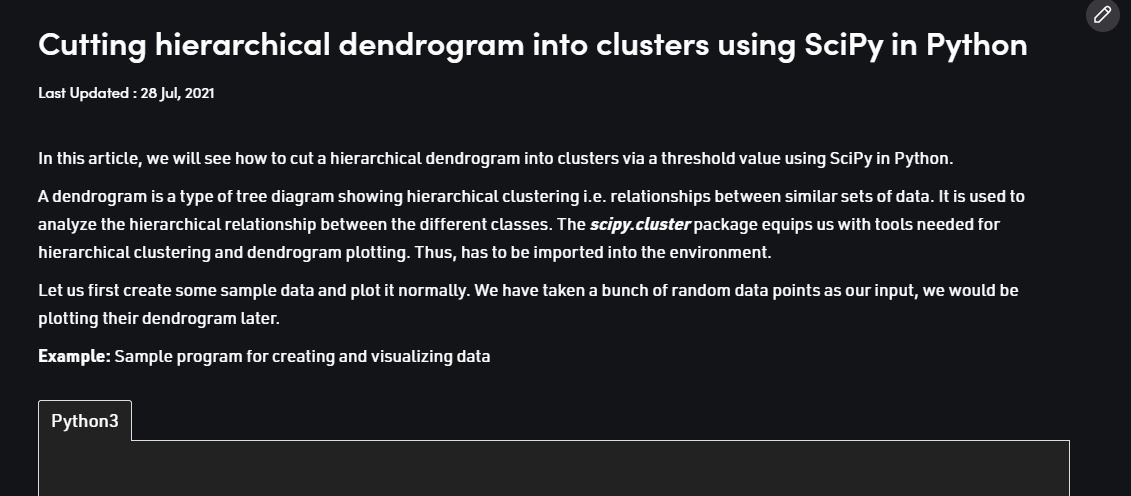 Cutting hierarchical dendrogram into clusters using SciPy in Python
Last Updated : 28 Jul, 2021
In this article, we will see how to cut a hierarchical dendrogram into clusters via a threshold value using SciPy in Python.
A dendrogram is a type of tree diagram showing hierarchical clustering i.e. relationships between similar sets of data. It is used to
analyze the hierarchical relationship between the different classes. The scipy.cluster package equips us with tools needed for
hierarchical clustering and dendrogram plotting. Thus, has to be imported into the environment.
Let us first create some sample data and plot it normally. We have taken a bunch of random data points as our input, we would be
plotting their dendrogram later.
Example: Sample program for creating and visualizing data
Python3